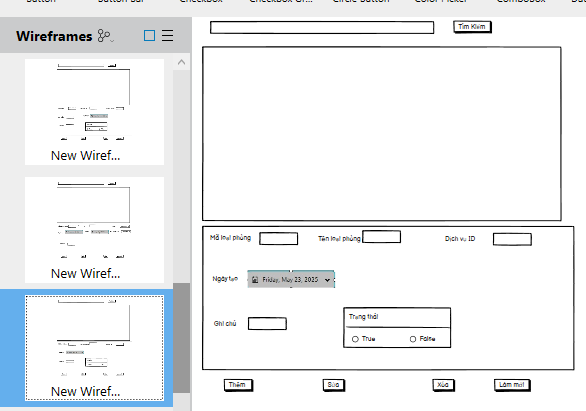 Wireframes
New Wiref...
New Wiref...
New Wiref...
Tìm Kiếm
Mã loại phòng
Tên loại phòng
Dịch vụ ID
Ngày tạo
Friday, May 23, 2025
Ghi chú
Trạng thái
True
False
Thêm
Sửa
Xóa
Làm mới